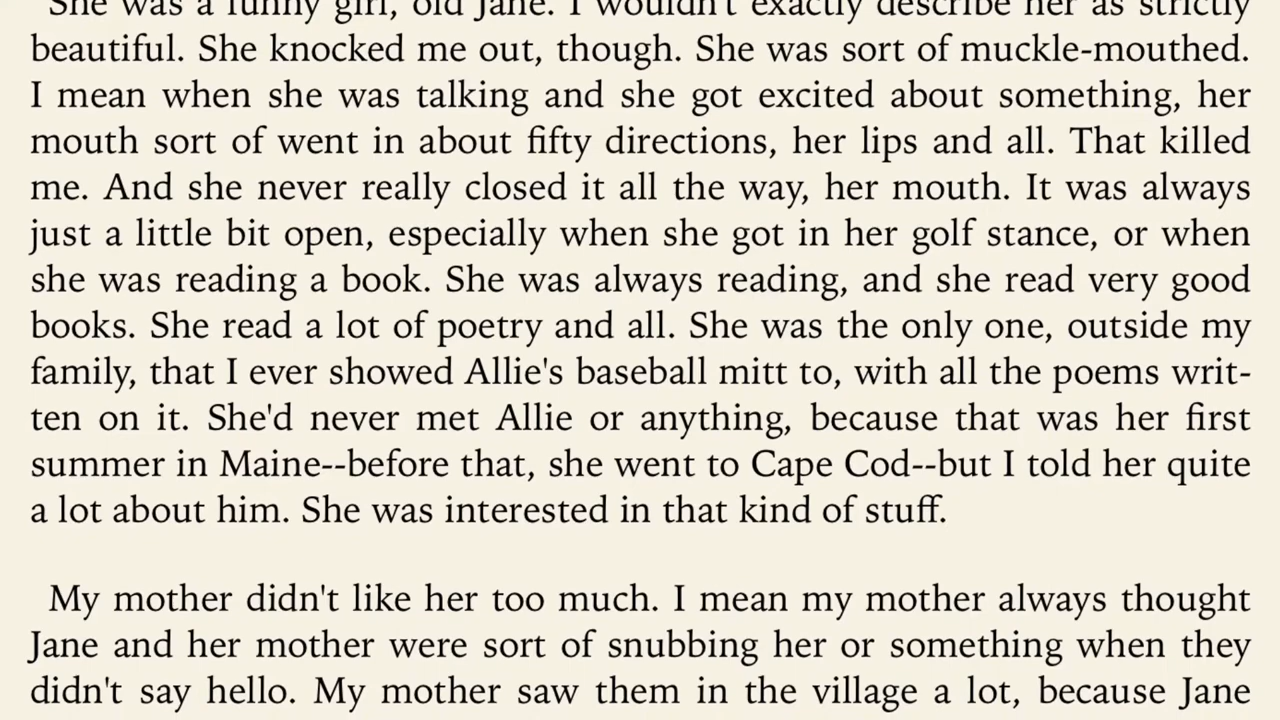 She was a funny girl, old Jane. I wouldn't exactly describe her as strictly
beautiful. She knocked me out, though. She was sort of muckle-mouthed.
I mean when she was talking and she got excited about something, her
mouth sort of went in about fifty directions, her lips and all. That killed
me. And she never really closed it all the way, her mouth. It was always
just a little bit open, especially when she got in her golf stance, or when
she was reading a book. She was always reading, and she read very good
books. She read a lot of poetry and all. She was the only one, outside my
family, that I ever showed Allie's baseball mitt to, with all the poems writ-
ten on it. She'd never met Allie or anything, because that was her first
summer in Maine--before that, she went to Cape Cod--but I told her quite
a lot about him. She was interested in that kind of stuff.
My mother didn't like her too much. I mean my mother always thought
Jane and her mother were sort of snubbing her or something when they
didn't say hello. My mother saw them in the village a lot, because Jane